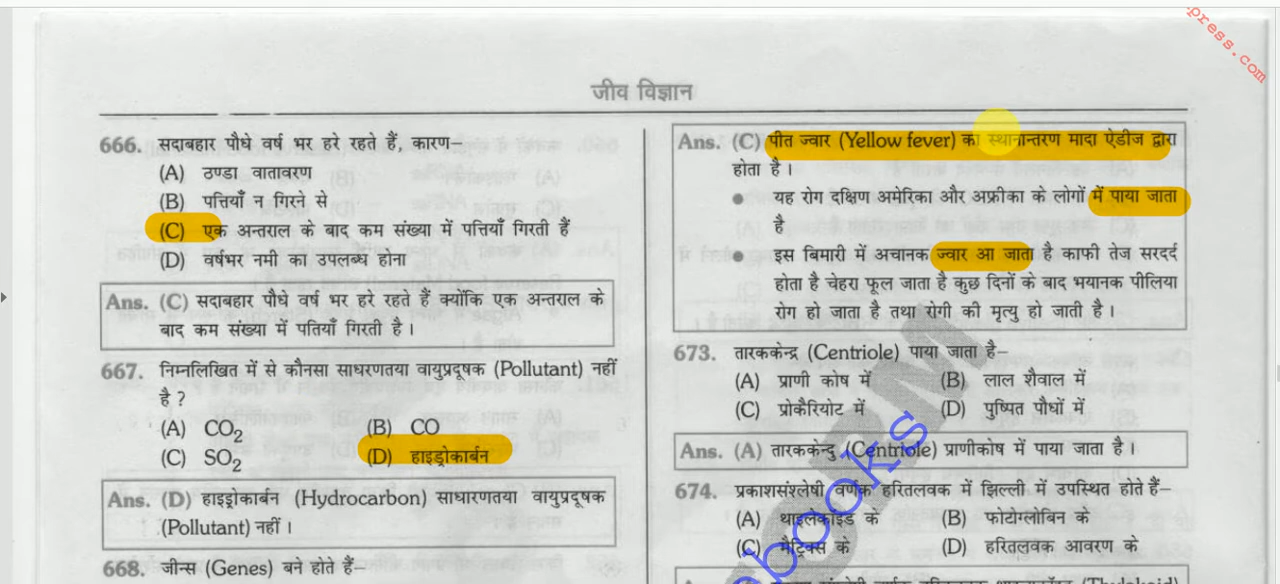 press.com
जीव विज्ञान
666. सदाबहार पौधे वर्ष भर हरे रहते हैं, कारण–
(A) ठण्डा वातावरण
(B) पत्तियाँ न गिरने से
(C) एक अन्तराल के बाद कम संख्या में पत्तियाँ गिरती हैं
(D) वर्षभर नमी का उपलब्ध होना
Ans. (C) सदाबहार पौधे वर्ष भर हरे रहते हैं क्योंकि एक अन्तराल के
बाद कम संख्या में पतियाँ गिरती है।
667. निम्नलिखित में से कौनसा साधरणतया वायुप्रदूषक (Pollutant) नहीं
है ?
(A) CO2 (B) CO
(C) SO2 (D) हाइड्रोकार्बन
Ans. (D) हाइड्रोकार्बन (Hydrocarbon) साधारणतया वायुप्रदूषक
(Pollutant) नहीं ।
668. जीन्स (Genes) बने होते हैं–
Ans. (C) पीत ज्वार (Yellow fever) का स्थानान्तरण मादा ऐडीज द्वारा
होता है ।
● यह रोग दक्षिण अमेरिका और अफ्रीका के लोगों में पाया जाता
है
● इस बिमारी में अचानक ज्वार आ जाता है काफी तेज सरदर्द
होता है चेहरा फूल जाता है कुछ दिनों के बाद भयानक पीलिया
रोग हो जाता है तथा रोगी की मृत्यु हो जाती है ।
673. तारककेन्द्र (Centriole) पाया जाता है–
(A) प्राणी कोष में (B) लाल शैवाल में
(C) प्रोकैरियोट में (D) पुष्पित पौधों में
Ans. (A) तारककेन्दु (Centriole) प्राणीकोष में पाया जाता है ।
674. प्रकाशसंश्लेषी वर्णक हरितलवक में झिल्ली में उपस्थित होते हैं–
(A) थाइलेकॉइड के (B) फोटोग्लोविन के
(C) मैट्रिक्स के (D) हरितलवक आवरण के
ebooks